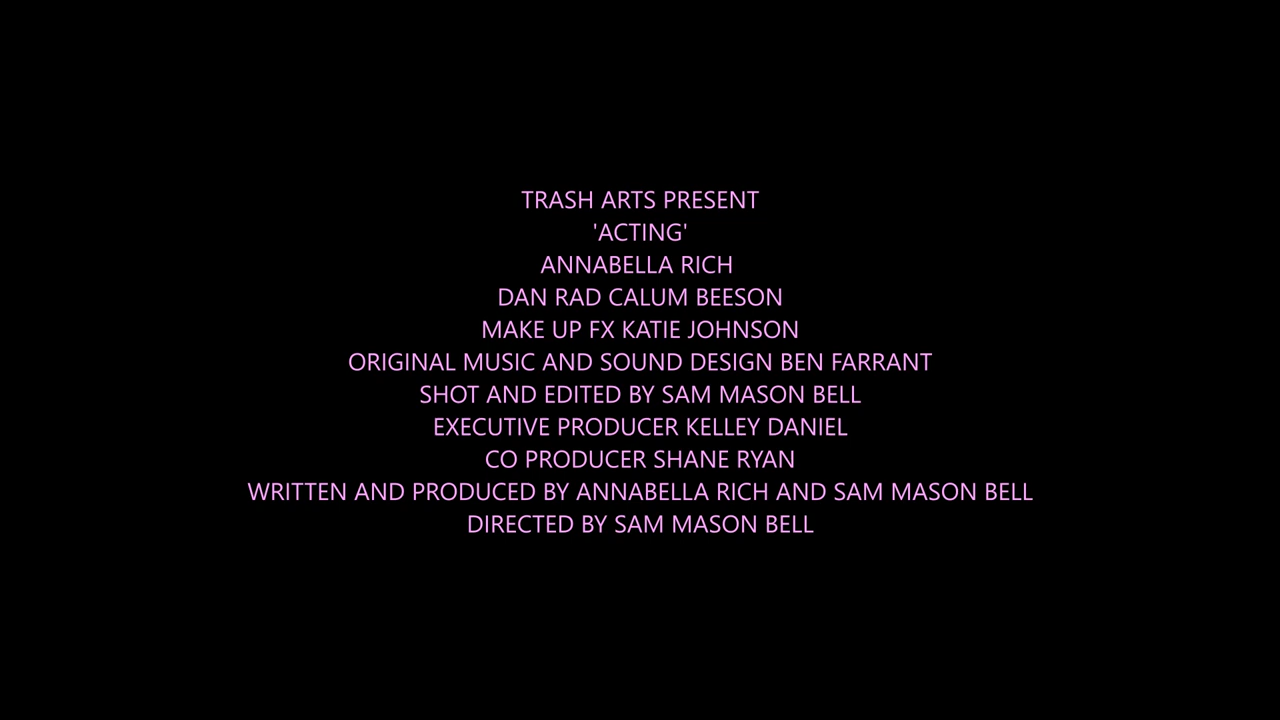 TRASH ARTS PRESENT
'ACTING'
ANNABELLA RICH
DAN RAD CALUM BEESON
MAKE UP FX KATIE JOHNSON
ORIGINAL MUSIC AND SOUND DESIGN BEN FARRANT
SHOT AND EDITED BY SAM MASON BELL
EXECUTIVE PRODUCER KELLEY DANIEL
CO PRODUCER SHANE RYAN
WRITTEN AND PRODUCED BY ANNABELLA RICH AND SAM MASON BELL
DIRECTED BY SAM MASON BELL